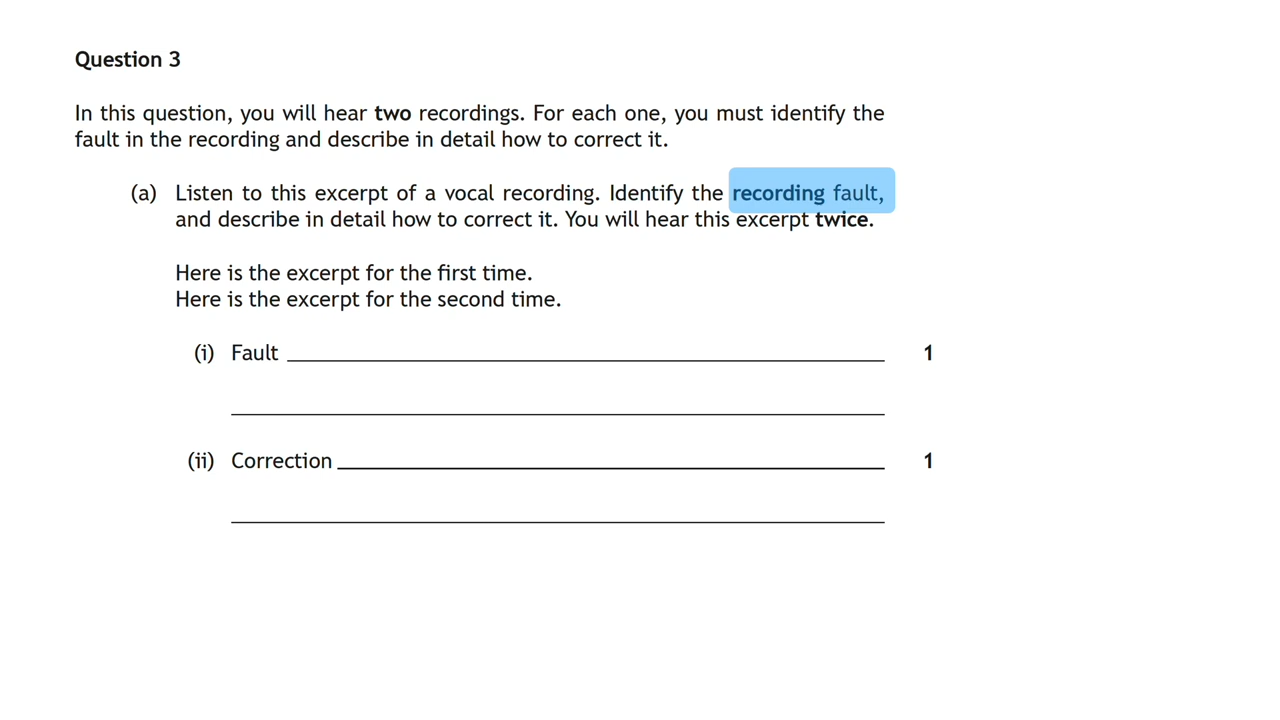 Question 3
In this question, you will hear two recordings. For each one, you must identify the
fault in the recording and describe in detail how to correct it.
(a) Listen to this excerpt of a vocal recording. Identify the recording fault,
and describe in detail how to correct it. You will hear this excerpt twice.
Here is the excerpt for the first time.
Here is the excerpt for the second time.
(i) Fault 1
(ii) Correction 1